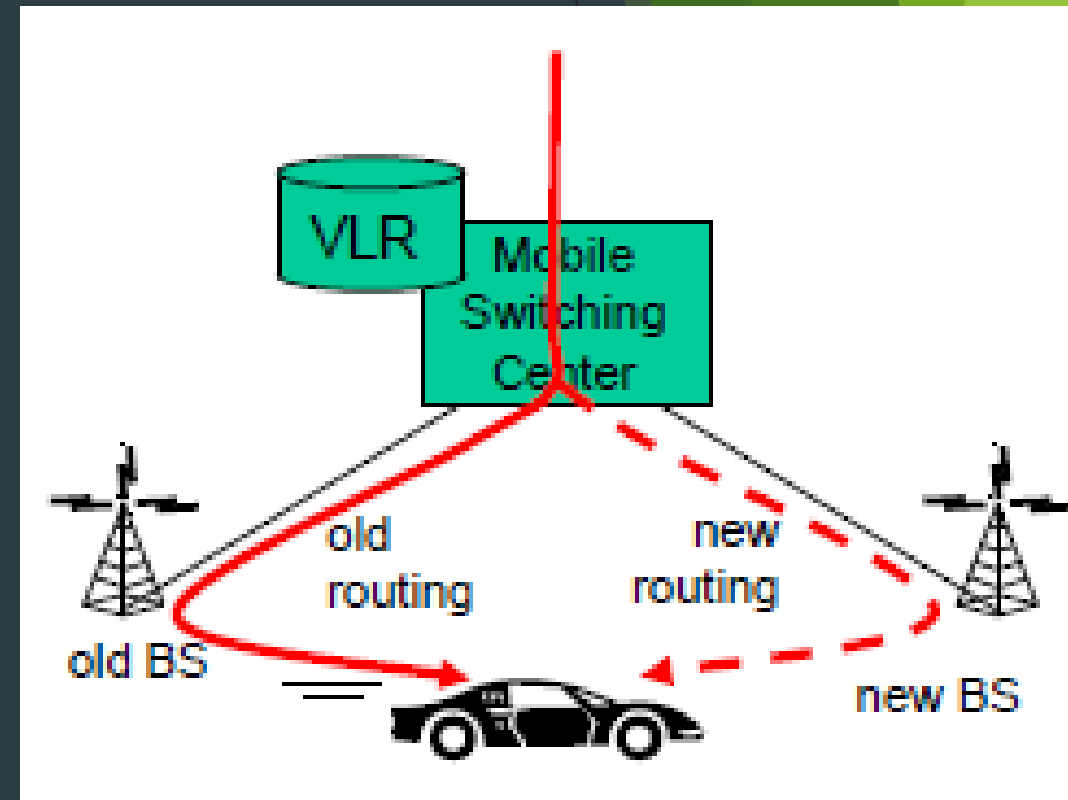 VLR
Mobile
Switching
Center
old
routing
new
routing
old BS
new BS